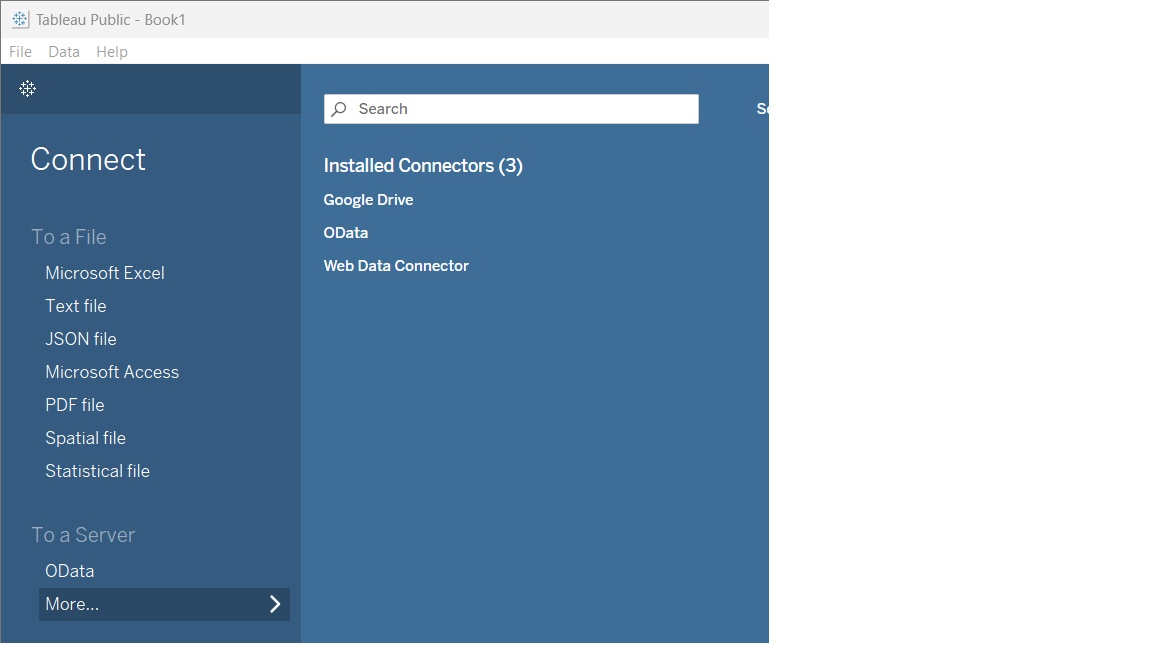 Tableau Public - Book1
File Data Help
Connect
To a File
Microsoft Excel
Text file
JSON file
Microsoft Access
PDF file
Spatial file
Statistical file
To a Server
OData
More...
Search
Installed Connectors (3)
Google Drive
OData
Web Data Connector